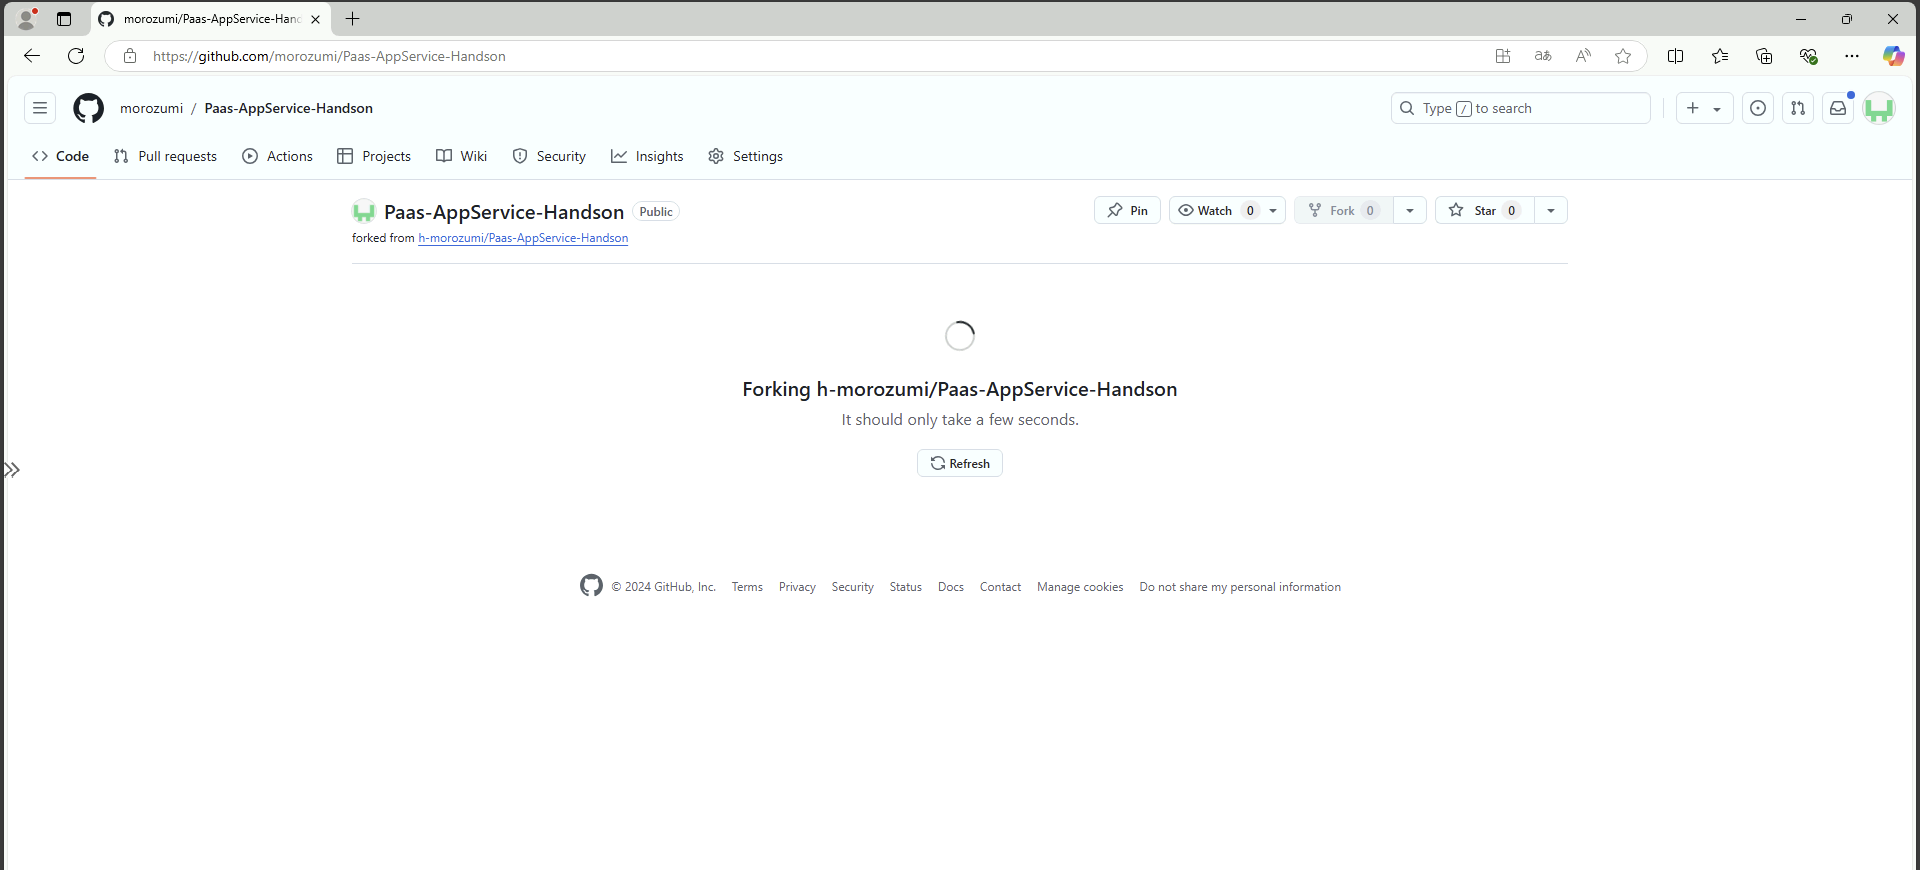 morozumi/Paas-AppService-Hand
https://github.com/morozumi/Paas-AppService-Handson
morozumi / Paas-AppService-Handson
Type / to search
Code Pull requests Actions Projects Wiki Security Insights Settings
Paas-AppService-Handson Public
Pin Watch 0 Fork 0 Star 0
forked from h-morozumi/Paas-AppService-Handson
Forking h-morozumi/Paas-AppService-Handson
It should only take a few seconds.
Refresh
© 2024 GitHub, Inc. Terms Privacy Security Status Docs Contact Manage cookies Do not share my personal information